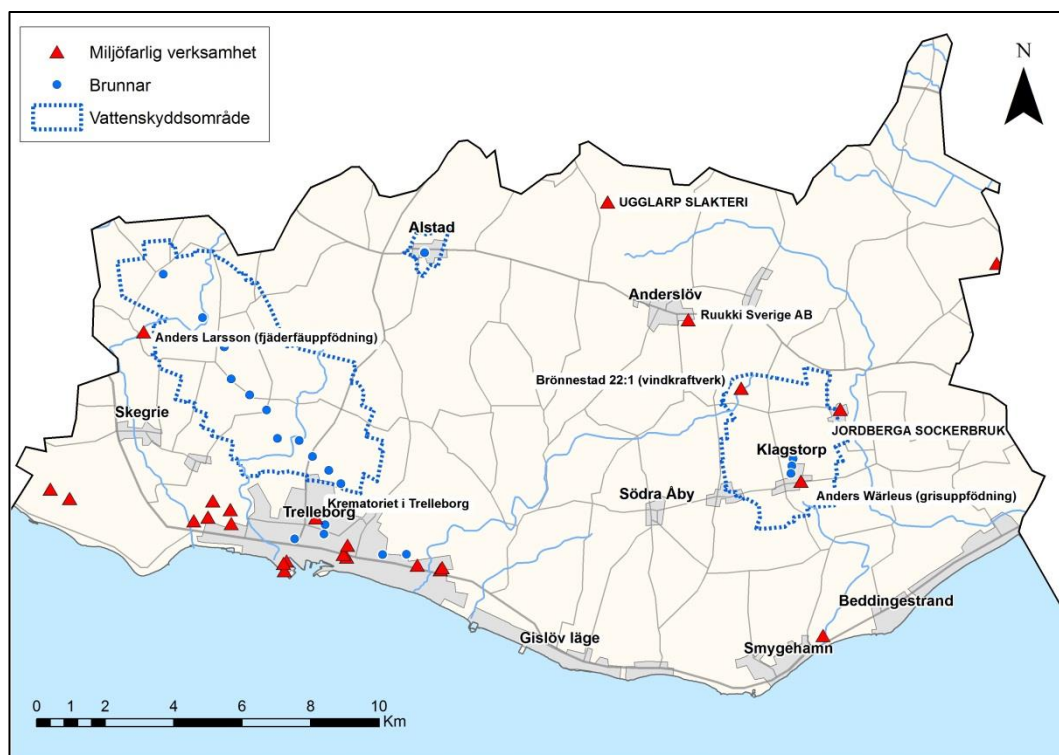 Miljöfarlig verksamhet
Brunnar
Vattenskyddsområde
N
UGGLARP SLAKTERI
Alstad
Anderslöv
Ruukki Sverige AB
Anders Larsson (fjäderfäuppfödning)
Brönnestad 22:1 (vindkraftverk)
Skegrie
JORDBERGA SOCKERBRUK
Klagstorp
Södra Åby
Anders Wärleus (grisuppfödning)
Krematoriet i Trelleborg
Trelleborg
Beddingestrand
Gislöv läge
Smygehamn
0 1 2 4 6 8 10
Km